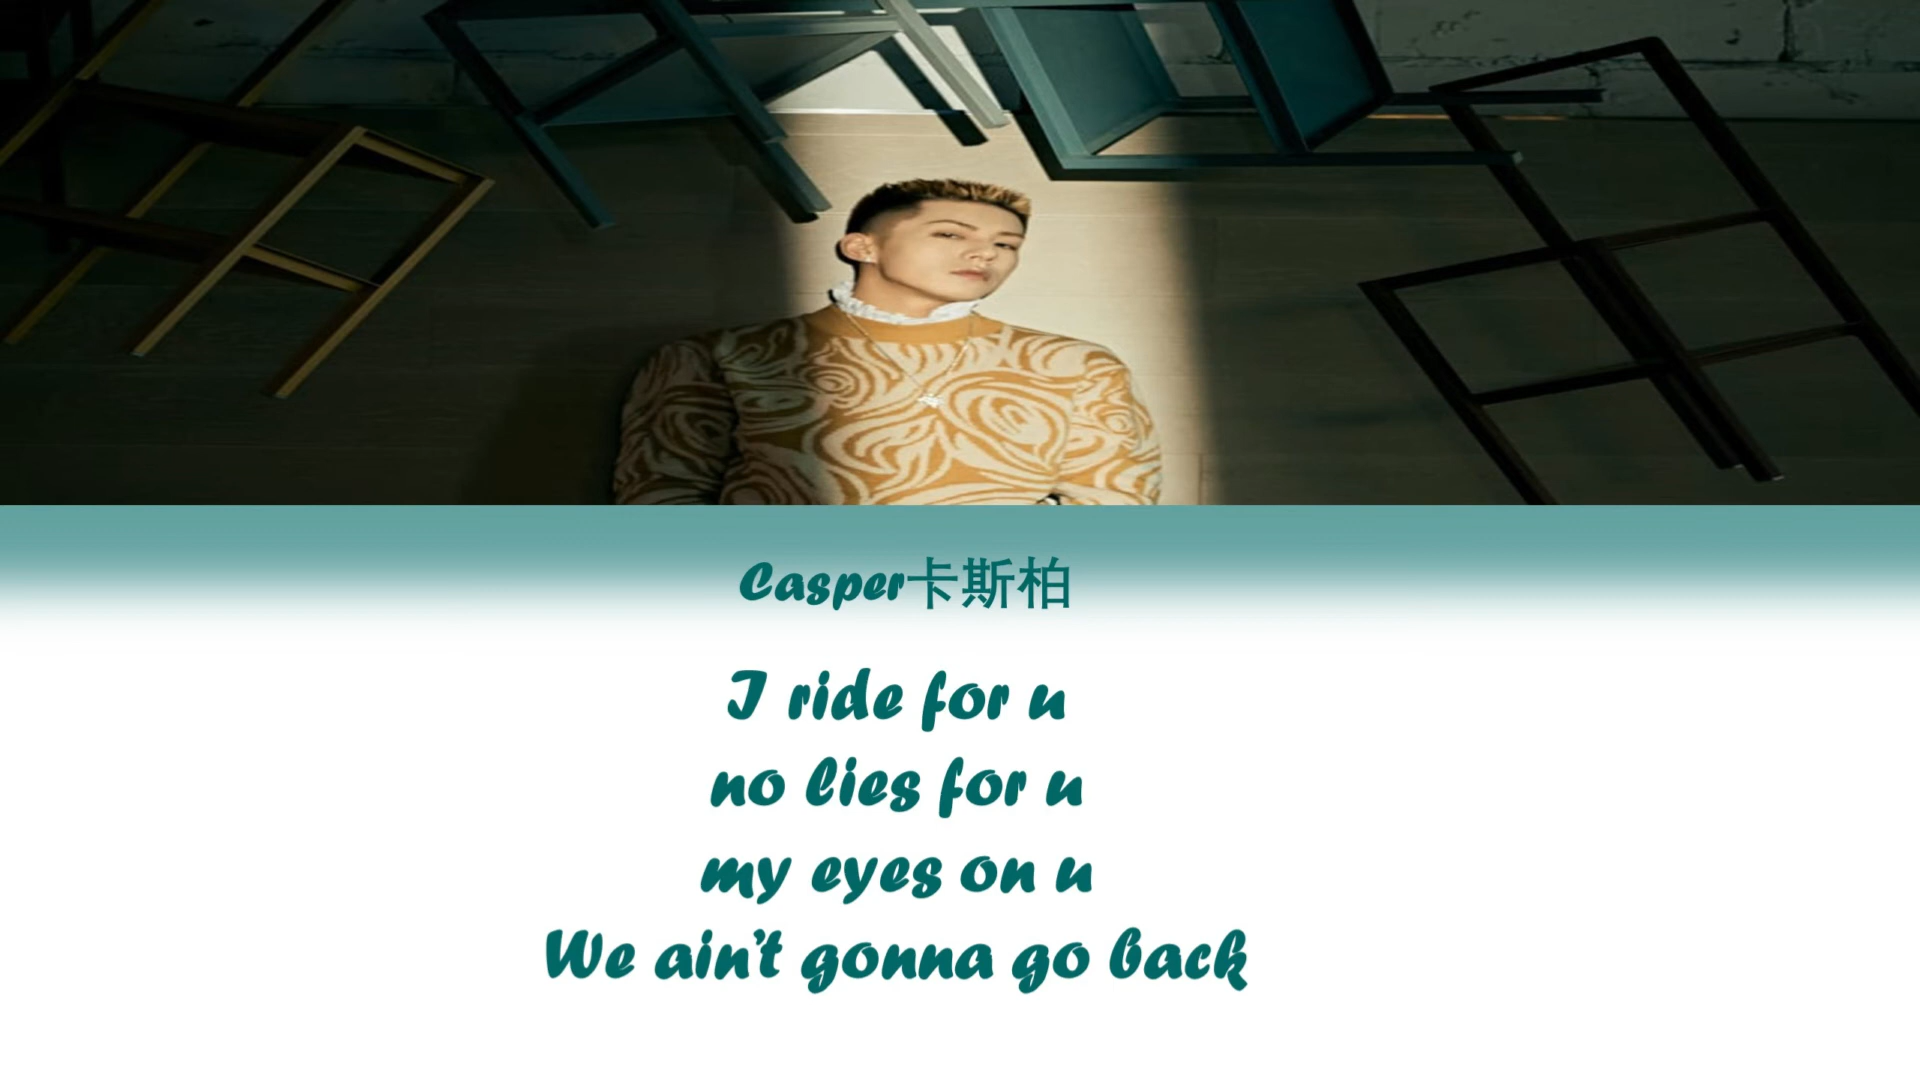 Casper卡斯柏
I ride for u
no lies for u
my eyes on u
We ain't gonna go back